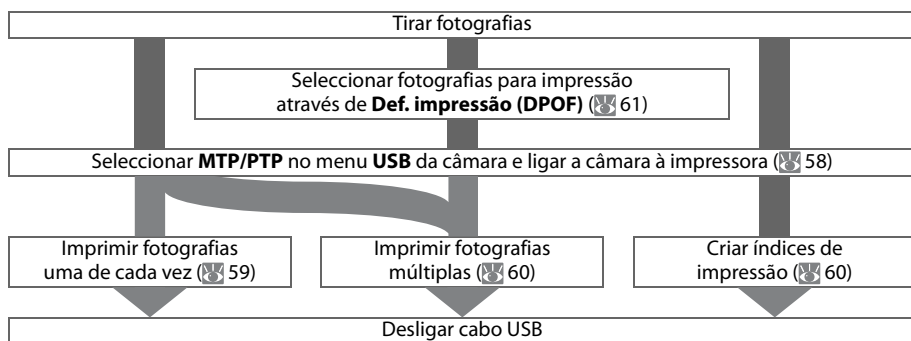 Tirar fotografias
Seleccionar fotografias para impressão
através de Def. impressão (DPOF) (61)
Seleccionar MTP/PTP no menu USB da câmara e ligar a câmara à impressora (58)
Imprimir fotografias
uma de cada vez (59)
Imprimir fotografias
múltiplas (60)
Criar índices de
impressão (60)
Desligar cabo USB